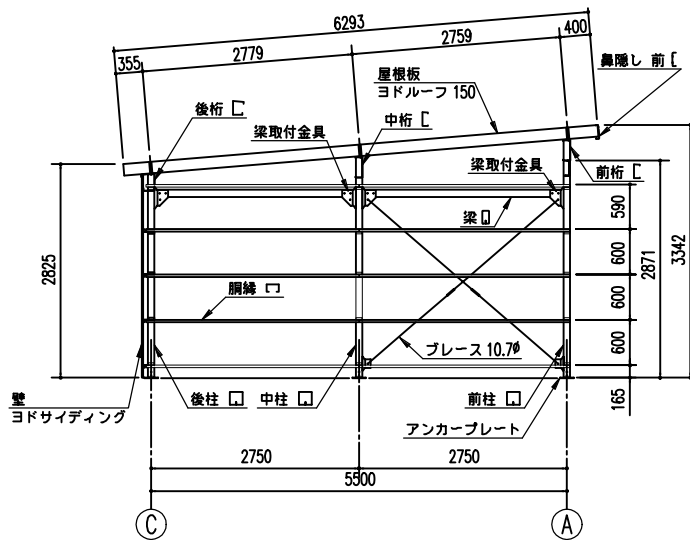 6293
2779
2759
400
355
屋根板
ヨドルーフ 150
鼻隠し 前
後桁
梁取付金具
中桁
梁取付金具
前桁
梁
590
600
600
600
165
2825
2871
3342
胴縁
ブレース 10.7φ
壁
ヨドサイディング
後柱
中柱
前柱
アンカープレート
2750
2750
5500
C
A